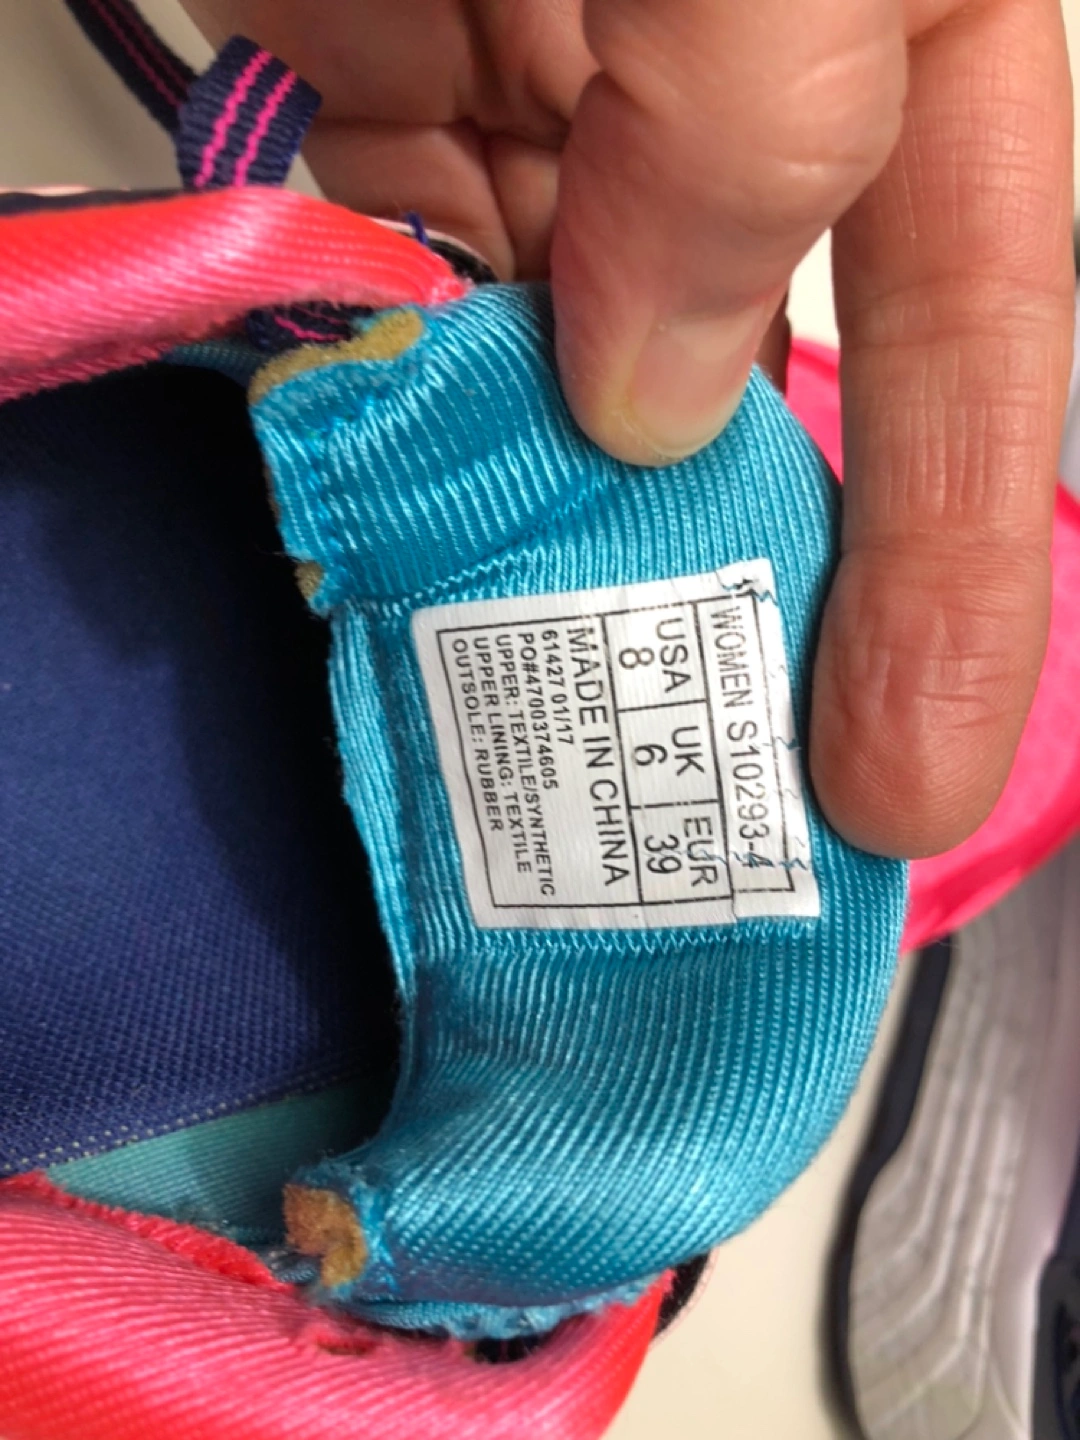 WOMEN S10293-4
USA UK EUR
8 6 39
MADE IN CHINA
61427 01/17
PO#4700374605
UPPER: TEXTILE/SYNTHETIC
UPPER LINING: TEXTILE
OUTSOLE: RUBBER